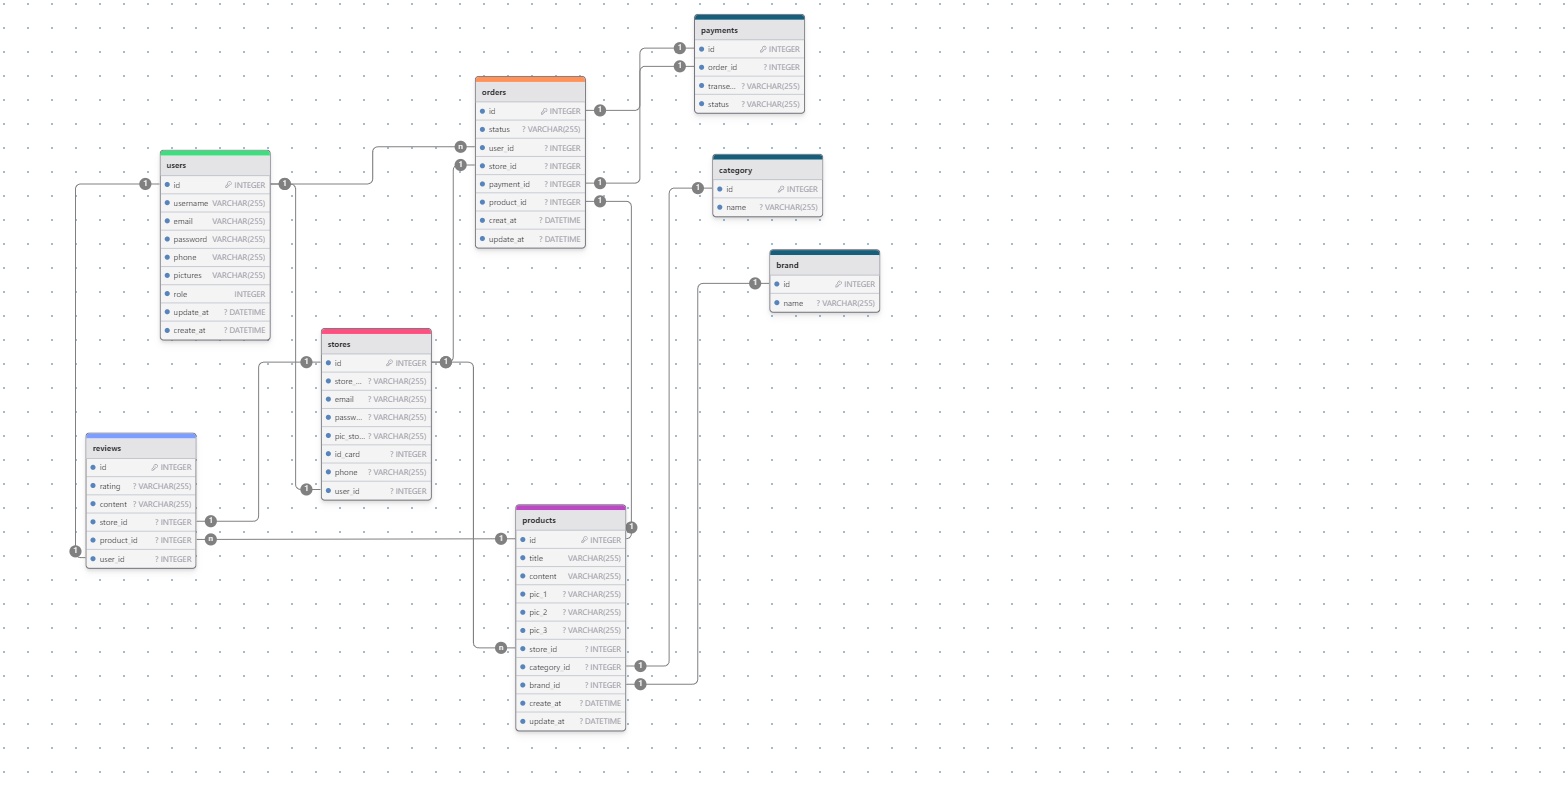 payments
id INTEGER
order_id ? INTEGER
transe... ? VARCHAR(255)
status ? VARCHAR(255)
orders
id INTEGER
status ? VARCHAR(255)
user_id ? INTEGER
store_id ? INTEGER
payment_id ? INTEGER
product_id ? INTEGER
creat_at ? DATETIME
update_at ? DATETIME
users
id INTEGER
username VARCHAR(255)
email VARCHAR(255)
password VARCHAR(255)
phone VARCHAR(255)
pictures VARCHAR(255)
role INTEGER
update_at ? DATETIME
create_at ? DATETIME
category
id INTEGER
name ? VARCHAR(255)
brand
id INTEGER
name ? VARCHAR(255)
stores
id INTEGER
store_... ? VARCHAR(255)
email ? VARCHAR(255)
passw... ? VARCHAR(255)
pic_sto... ? VARCHAR(255)
id_card ? INTEGER
phone ? VARCHAR(255)
user_id ? INTEGER
reviews
id INTEGER
rating ? VARCHAR(255)
content ? VARCHAR(255)
store_id ? INTEGER
product_id ? INTEGER
user_id ? INTEGER
products
id INTEGER
title VARCHAR(255)
content VARCHAR(255)
pic_1 ? VARCHAR(255)
pic_2 ? VARCHAR(255)
pic_3 ? VARCHAR(255)
store_id ? INTEGER
category_id ? INTEGER
brand_id ? INTEGER
create_at ? DATETIME
update_at ? DATETIME
1
1
1
n
1
1
1
1
1
1
1
1
1
1
1
n
1
1
1
n
1
1